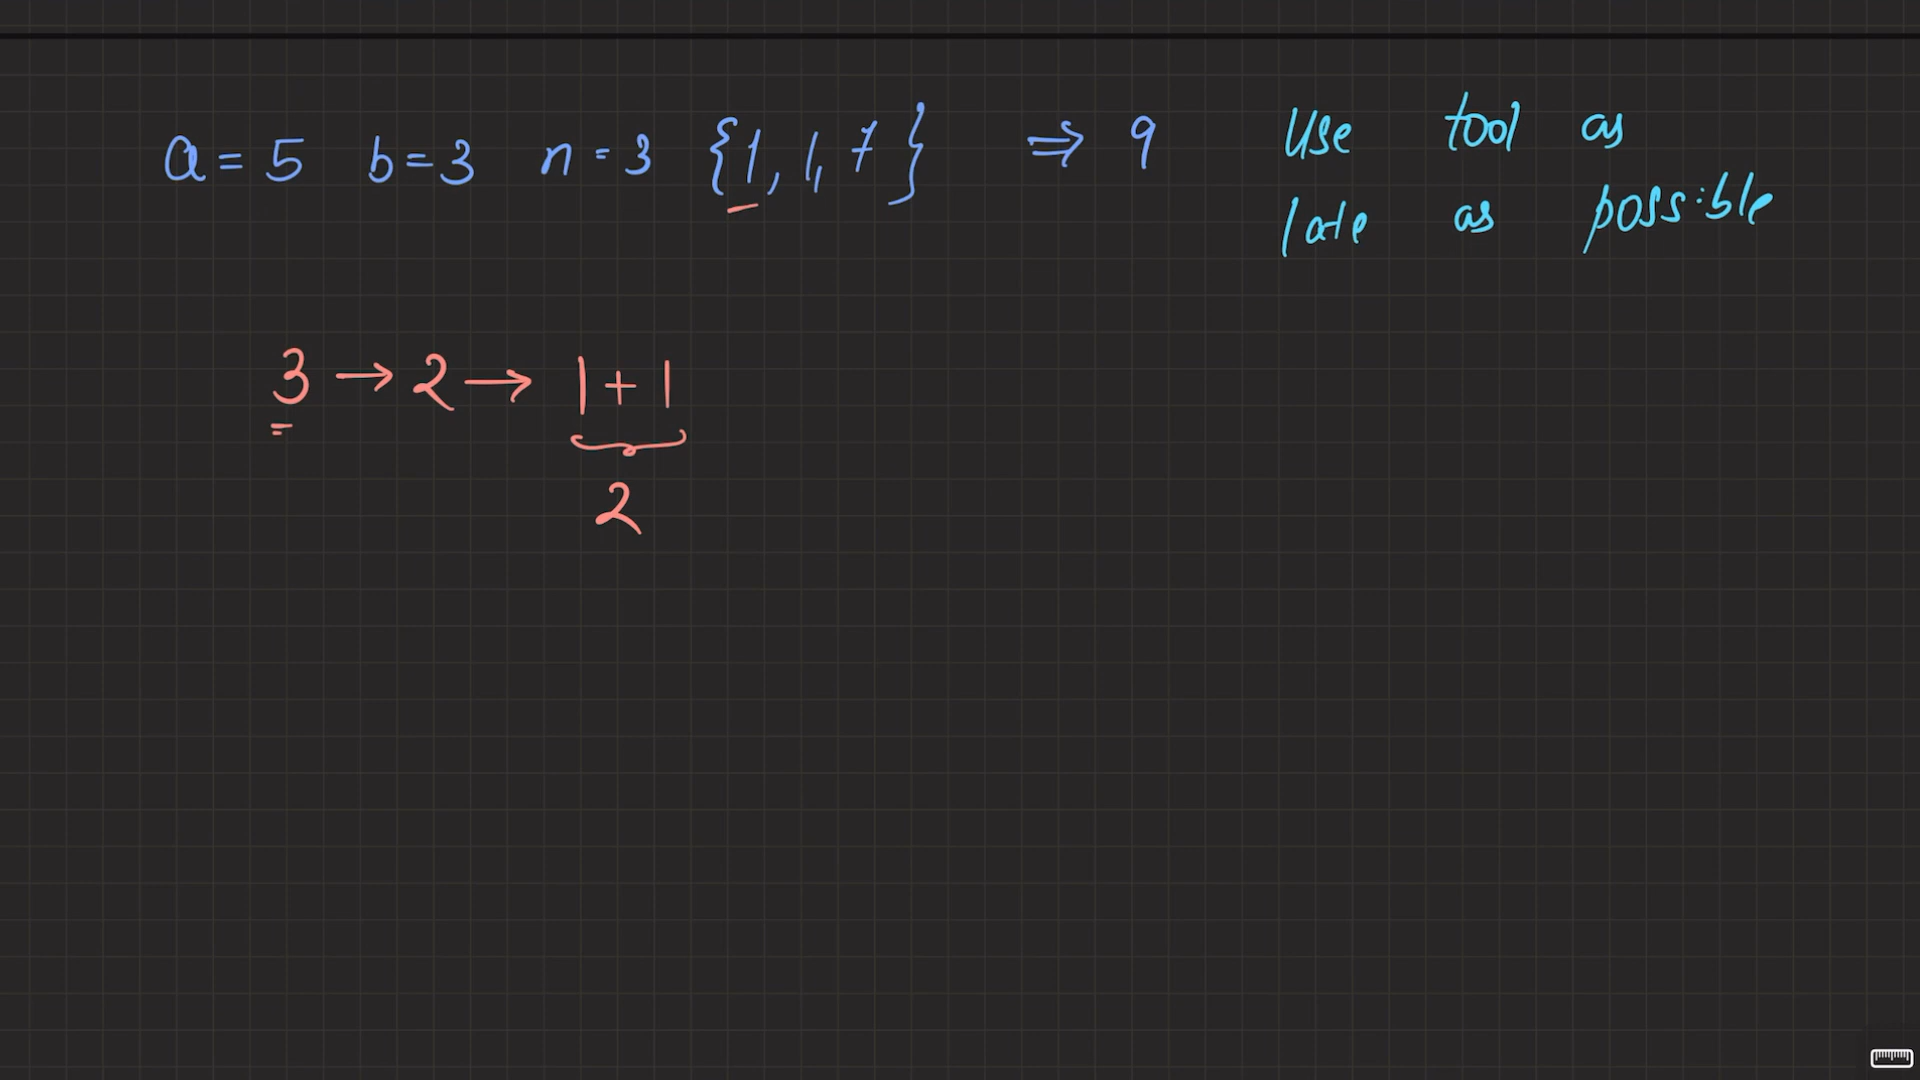 a = 5 b = 3 n = 3 {1, 1, 7} ⇒ 9
Use tool as
late as possible
3 → 2 → 1 + 1
2